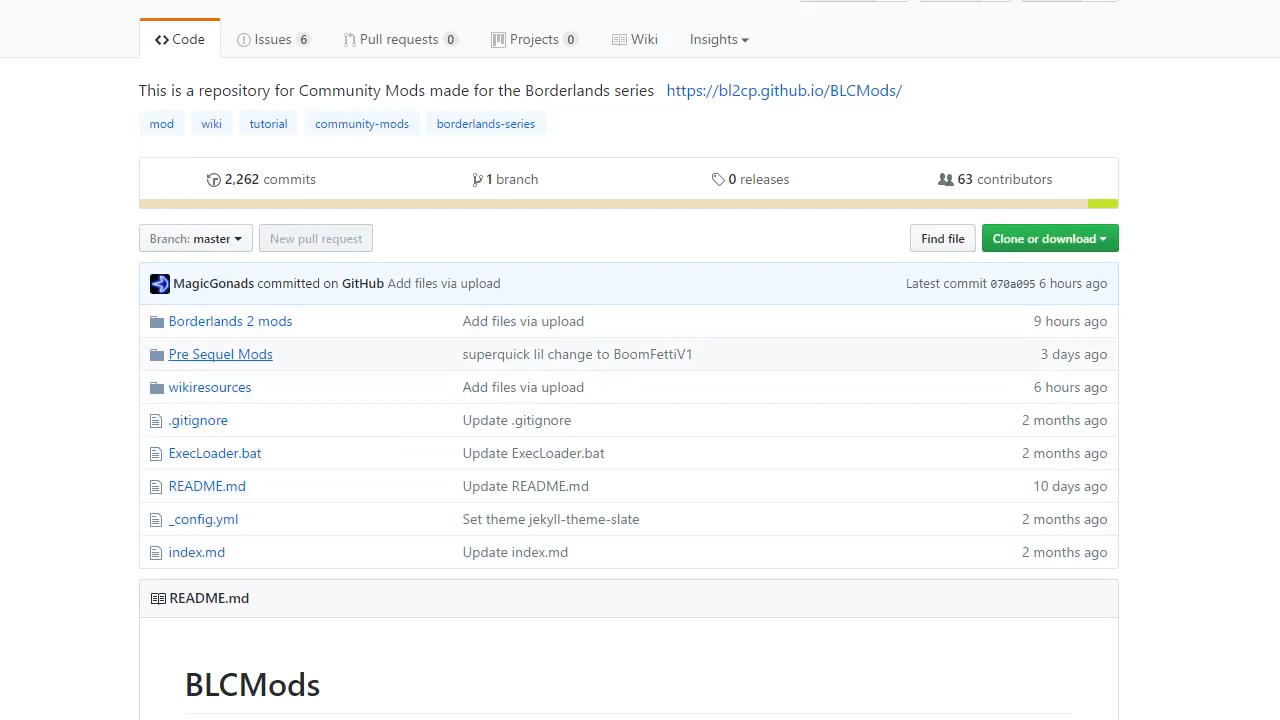 Code Issues 6 Pull requests 0 Projects 0 Wiki Insights
This is a repository for Community Mods made for the Borderlands series https://bl2cp.github.io/BLCMods/
mod wiki tutorial community-mods borderlands-series
2,262 commits 1 branch 0 releases 63 contributors
Branch: master New pull request Find file Clone or download
MagicGonads committed on GitHub Add files via upload Latest commit 070a095 6 hours ago
Borderlands 2 mods Add files via upload 9 hours ago
Pre Sequel Mods superquick lil change to BoomFettiV1 3 days ago
wikiresources Add files via upload 6 hours ago
.gitignore Update .gitignore 2 months ago
ExecLoader.bat Update ExecLoader.bat 2 months ago
README.md Update README.md 10 days ago
_config.yml Set theme jekyll-theme-slate 2 months ago
index.md Update index.md 2 months ago
README.md
BLCMods